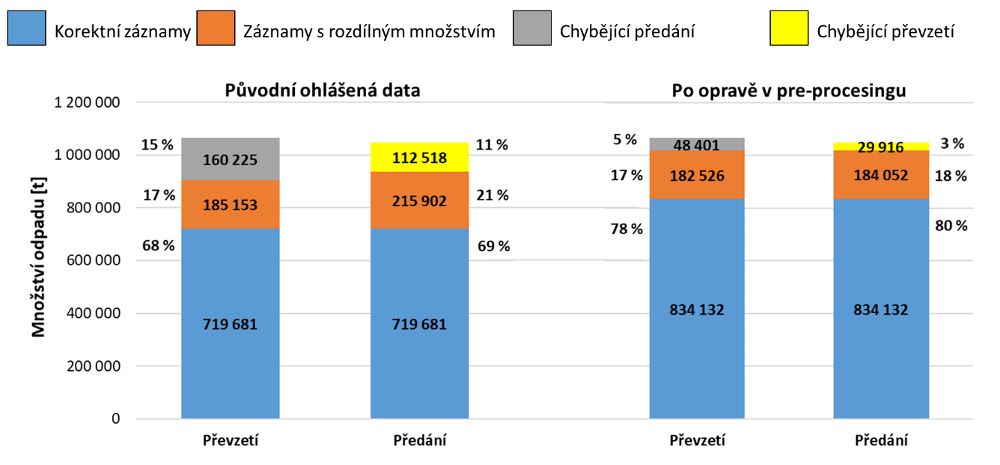 Korektní záznamy
Záznamy s rozdílným množstvím
Chybějící předání
Chybějící převzetí
Původní ohlášená data
Po opravě v pre-procesingu
Množství odpadu [t]
1 200 000
1 000 000
800 000
600 000
400 000
200 000
0
15 %
160 225
17 %
185 153
68 %
719 681
Převzetí
112 518
11 %
215 902
21 %
69 %
719 681
Předání
5 %
48 401
17 %
182 526
78 %
834 132
Převzetí
29 916
3 %
184 052
18 %
80 %
834 132
Předání